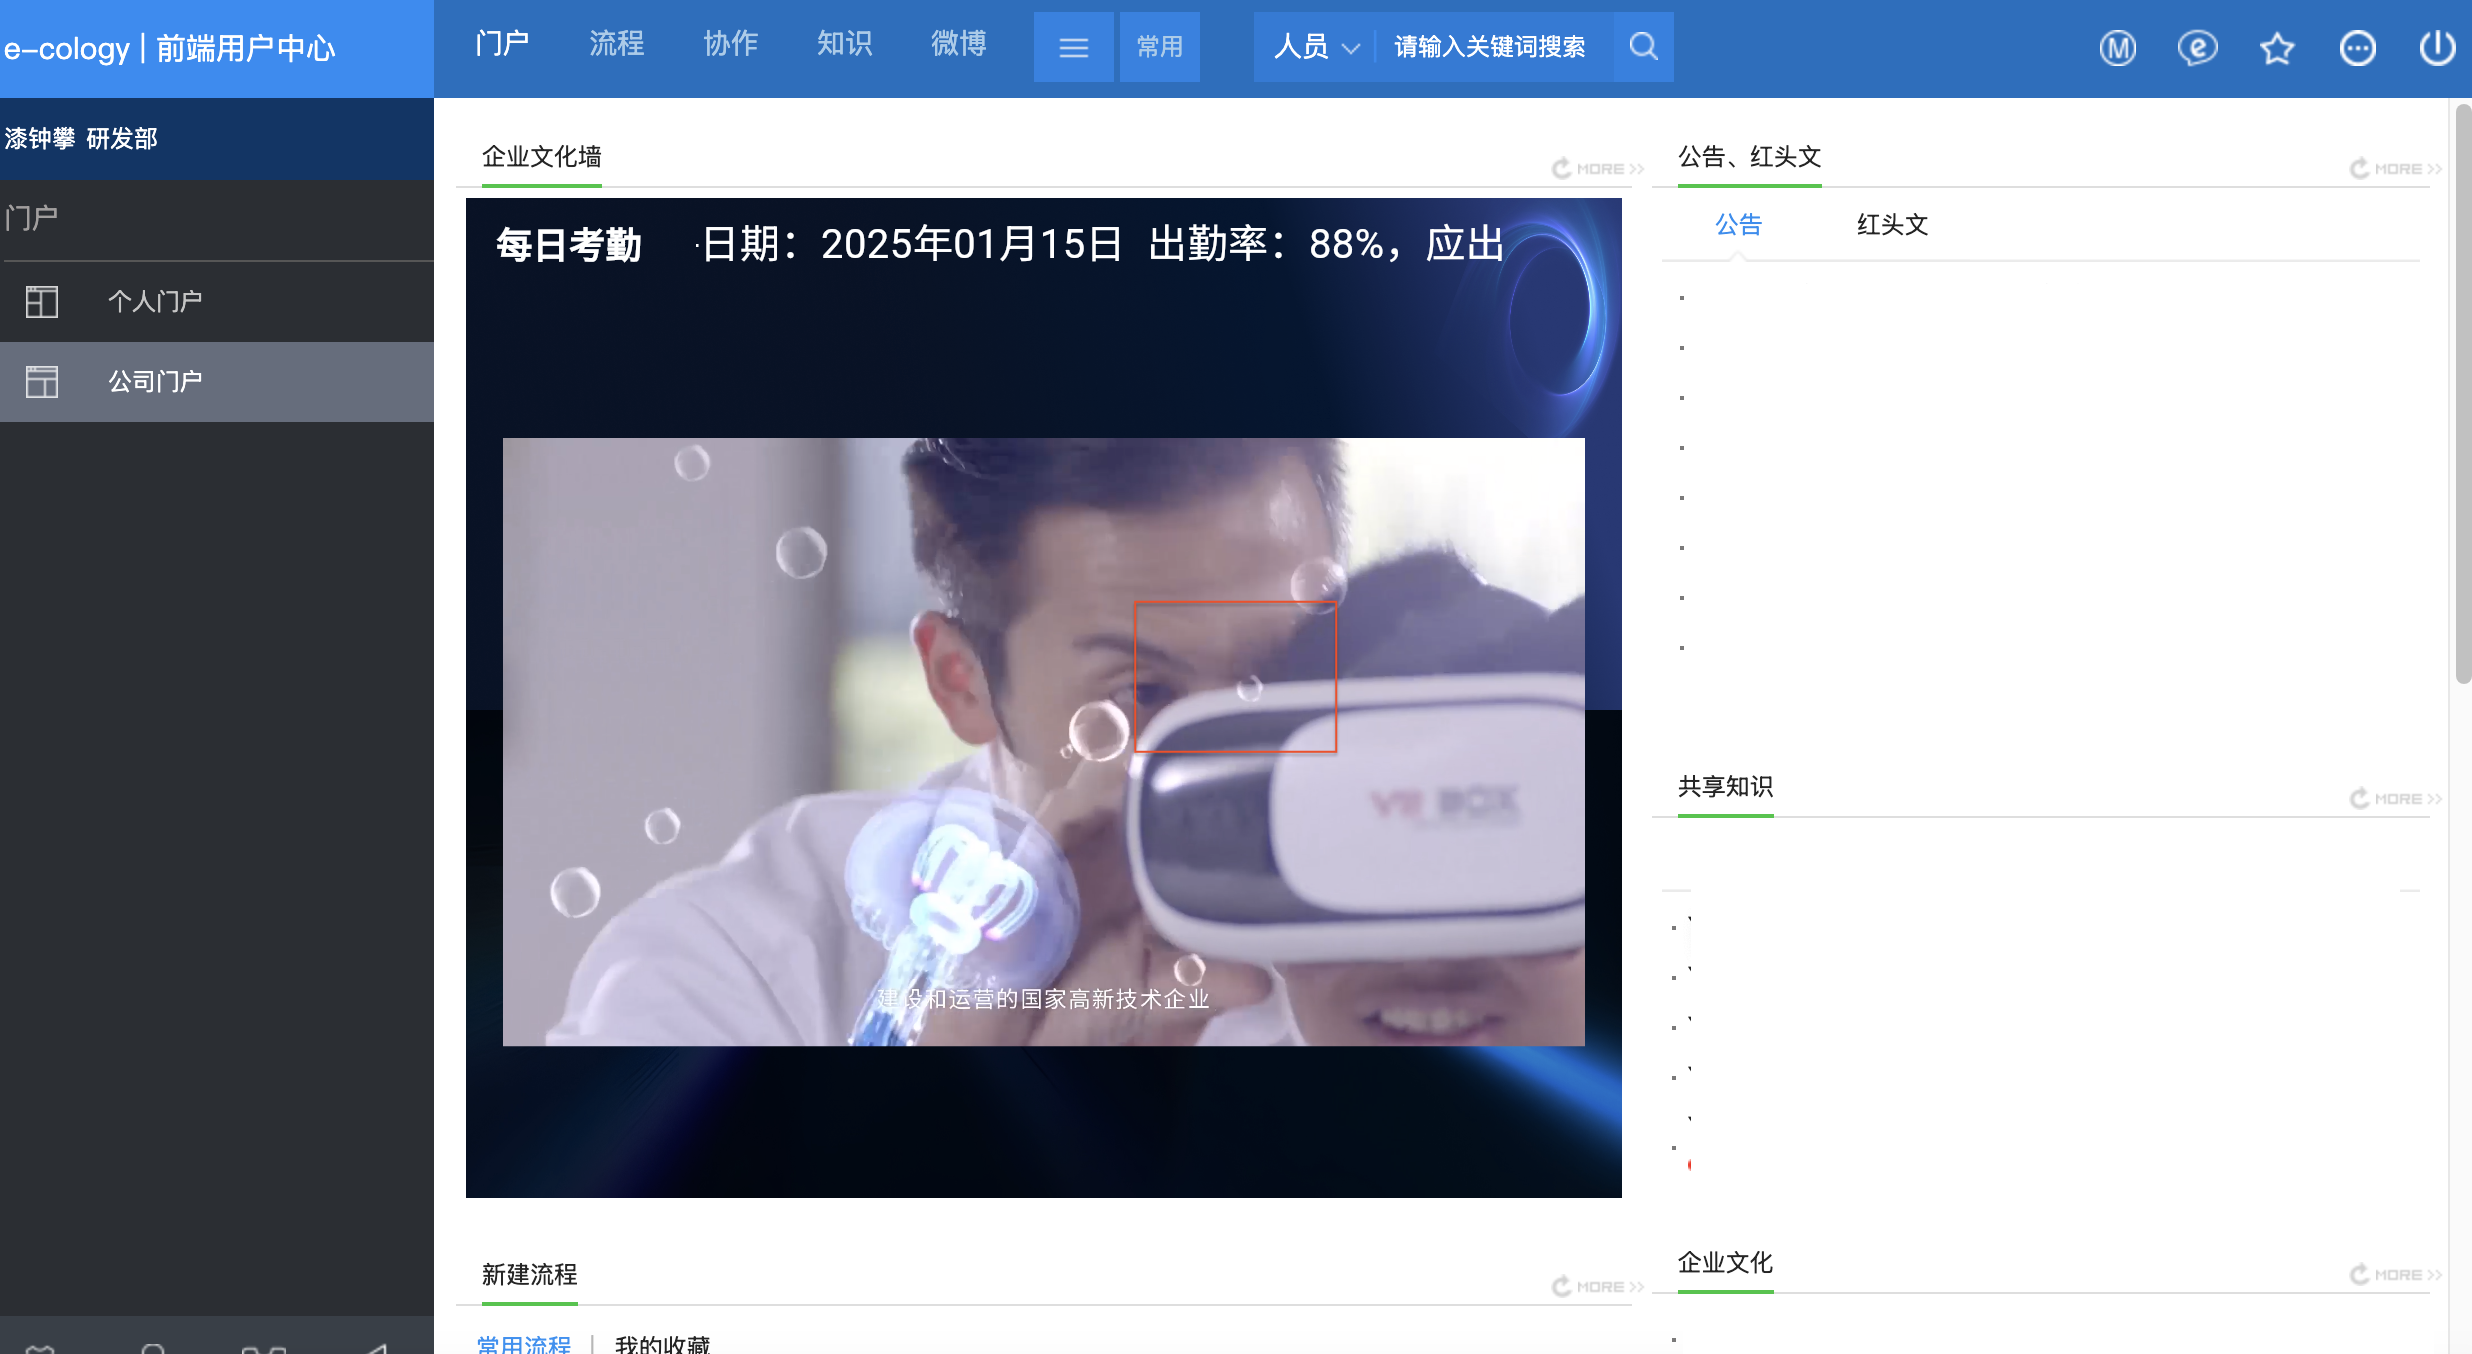 e-cology | 前端用户中心
门户 流程 协作 知识 微博 常用 人员 请输入关键词搜索
漆钟攀 研发部
门户
个人门户
公司门户
企业文化墙
MORE >>
每日考勤 ·日期：2025年01月15日 出勤率：88%，应出
VR BOX
建设和运营的国家高新技术企业
公告、红头文
MORE >>
公告 红头文
共享知识
MORE >>
新建流程
MORE >>
常用流程 | 我的收藏
企业文化
MORE >>